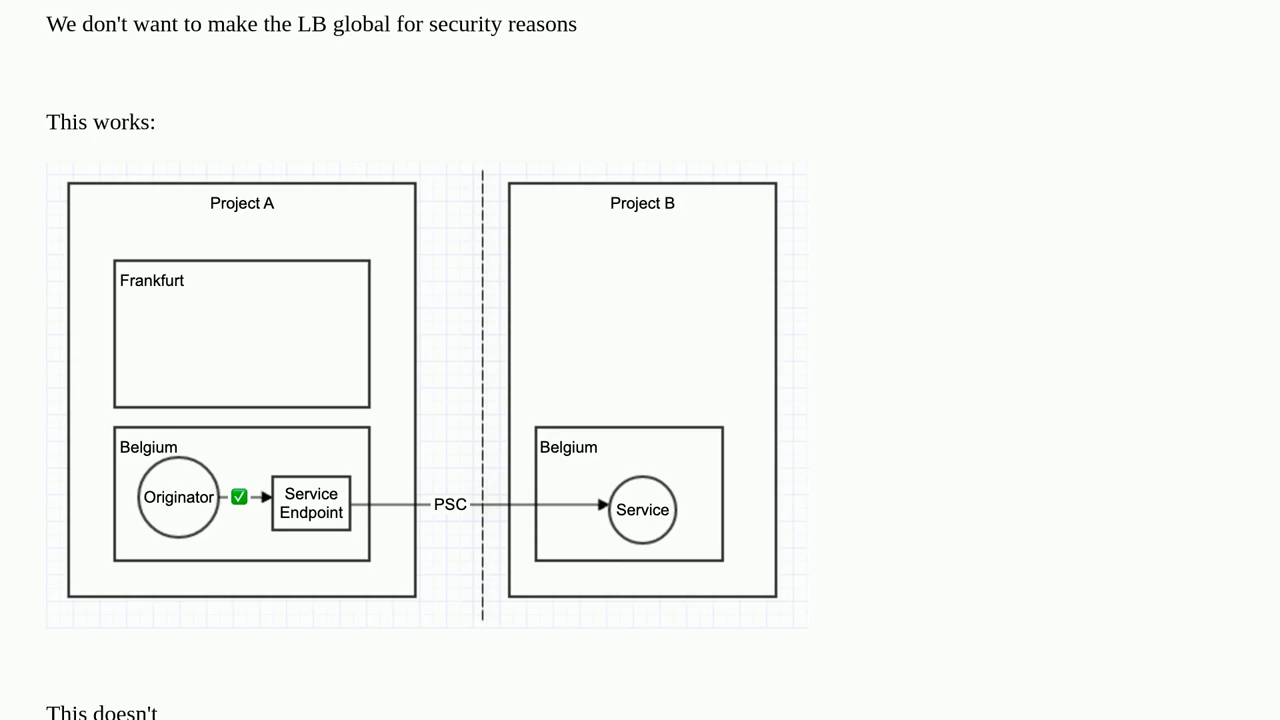 We don't want to make the LB global for security reasons
This works:
Project A
Project B
Frankfurt
Belgium
Belgium
Originator
✅
Service
Endpoint
PSC
Service
This doesn't